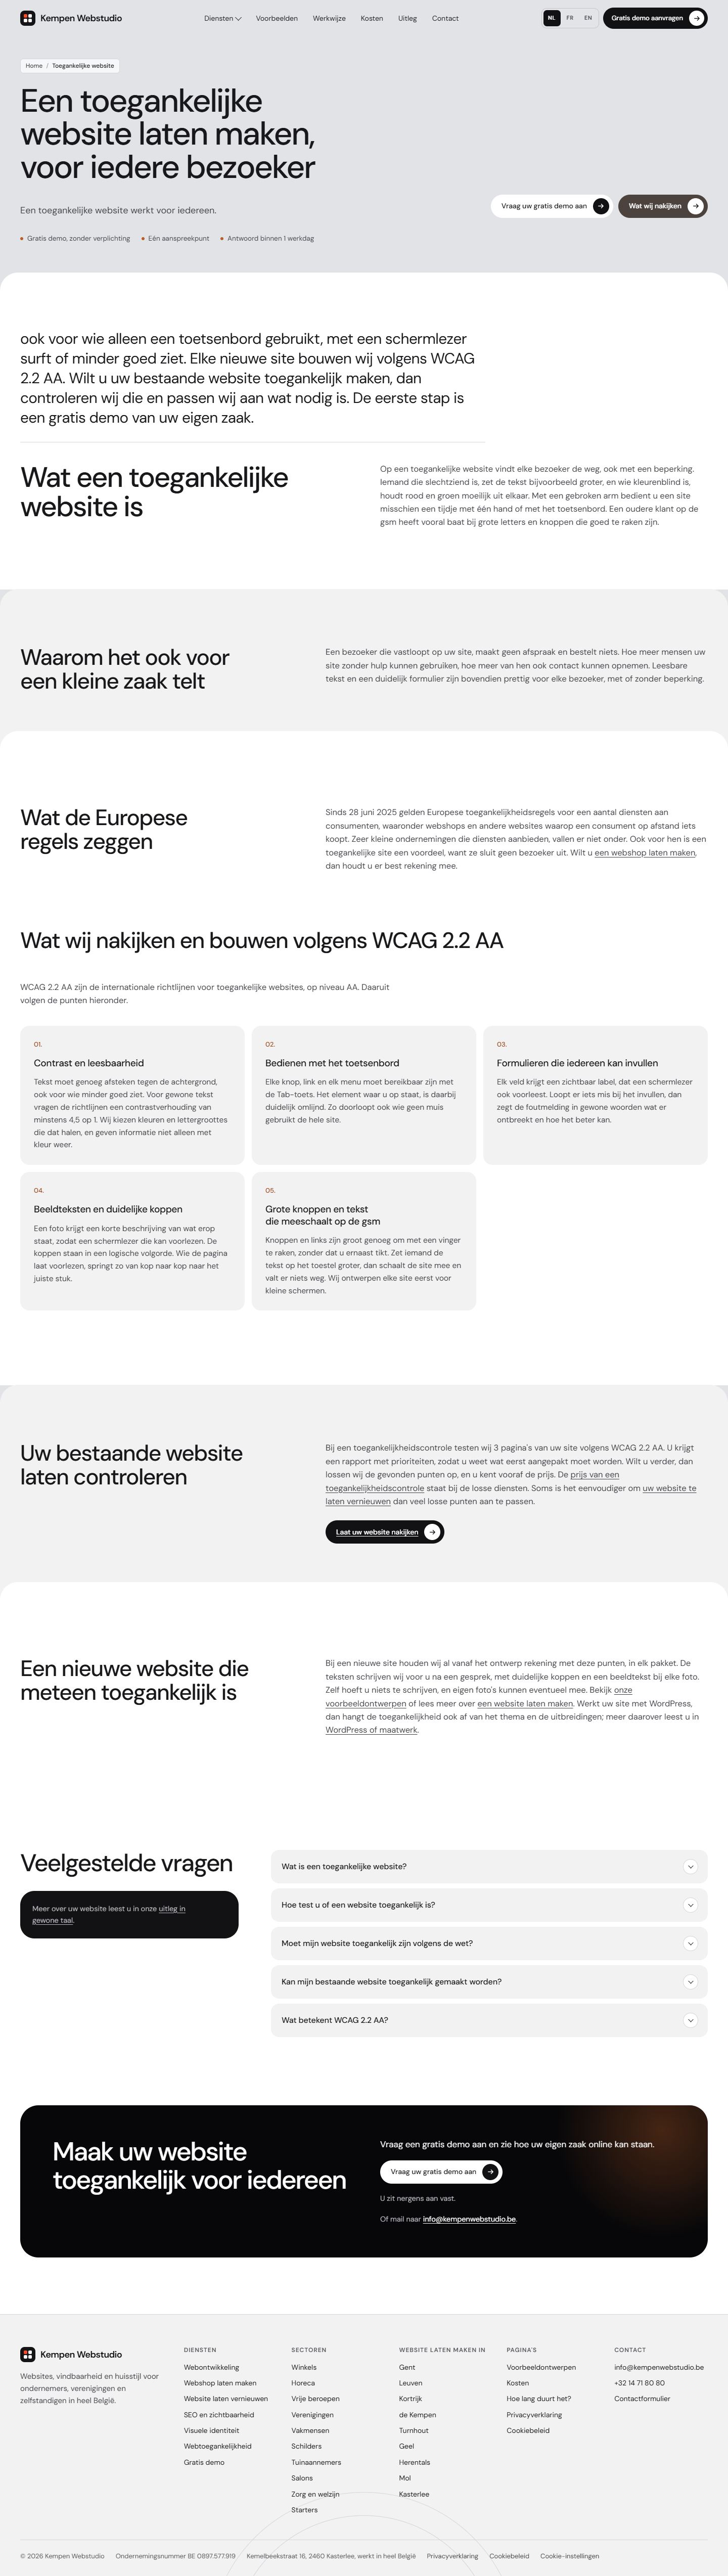 Kempen Webstudio
Diensten
Voorbeelden
Werkwijze
Kosten
Uitleg
Contact
NL FR EN
Gratis demo aanvragen
Home / Toegankelijke website
Een toegankelijke
website laten maken,
voor iedere bezoeker
Een toegankelijke website werkt voor iedereen.
Vraag uw gratis demo aan
Wat wij nakijken
Gratis demo, zonder verplichting
Eén aanspreekpunt
Antwoord binnen 1 werkdag
ook voor wie alleen een toetsenbord gebruikt, met een schermlezer
surft of minder goed ziet. Elke nieuwe site bouwen wij volgens WCAG
2.2 AA. Wilt u uw bestaande website toegankelijk maken, dan
controleren wij die en passen wij aan wat nodig is. De eerste stap is
een gratis demo van uw eigen zaak.
Wat een toegankelijke
website is
Op een toegankelijke website vindt elke bezoeker de weg, ook met een beperking.
Iemand die slechtziend is, zet de tekst bijvoorbeeld groter, en wie kleurenblind is,
houdt rood en groen moeilijk uit elkaar. Met een gebroken arm bedient u een site
misschien een tijdje met één hand of met het toetsenbord. Een oudere klant op de
gsm heeft vooral baat bij grote letters en knoppen die goed te raken zijn.
Waarom het ook voor
een kleine zaak telt
Een bezoeker die vastloopt op uw site, maakt geen afspraak en bestelt niets. Hoe meer mensen uw
site zonder hulp kunnen gebruiken, hoe meer van hen ook contact kunnen opnemen. Leesbare
tekst en een duidelijk formulier zijn bovendien prettig voor elke bezoeker, met of zonder beperking.
Wat de Europese
regels zeggen
Sinds 28 juni 2025 gelden Europese toegankelijkheidsregels voor een aantal diensten aan
consumenten, waaronder webshops en andere websites waarop een consument op afstand iets
koopt. Zeer kleine ondernemingen die diensten aanbieden, vallen er niet onder. Ook voor hen is een
toegankelijke site een voordeel, want ze sluit geen bezoeker uit. Wilt u een webshop laten maken,
dan houdt u er best rekening mee.
Wat wij nakijken en bouwen volgens WCAG 2.2 AA
WCAG 2.2 AA zijn de internationale richtlijnen voor toegankelijke websites, op niveau AA. Daaruit
volgen de punten hieronder.
01.
Contrast en leesbaarheid
Tekst moet genoeg afsteken tegen de achtergrond,
ook voor wie minder goed ziet. Voor gewone tekst
vragen de richtlijnen een contrastverhouding van
minstens 4,5 op 1. Wij kiezen kleuren en lettergroottes
die dat halen, en geven informatie niet alleen met
kleur weer.
02.
Bedienen met het toetsenbord
Elke knop, link en elk menu moet bereikbaar zijn met
de Tab-toets. Het element waar u op staat, is daarbij
duidelijk omlijnd. Zo doorloopt ook wie geen muis
gebruikt de hele site.
03.
Formulieren die iedereen kan invullen
Elk veld krijgt een zichtbaar label, dat een schermlezer
ook voorleest. Loopt er iets mis bij het invullen, dan
zegt de foutmelding in gewone woorden wat er
ontbreekt en hoe het beter kan.
04.
Beeldteksten en duidelijke koppen
Een foto krijgt een korte beschrijving van wat erop
staat, zodat een schermlezer die kan voorlezen. De
koppen staan in een logische volgorde. Wie de pagina
laat voorlezen, springt zo van kop naar kop naar het
juiste stuk.
05.
Grote knoppen en tekst
die meeschaalt op de gsm
Knoppen en links zijn groot genoeg om met een vinger
te raken, zonder dat u ernaast tikt. Zet iemand de
tekst op het toestel groter, dan schaalt de site mee en
valt er niets weg. Wij ontwerpen elke site eerst voor
kleine schermen.
Uw bestaande website
laten controleren
Bij een toegankelijkheidscontrole testen wij 3 pagina's van uw site volgens WCAG 2.2 AA. U krijgt
een rapport met prioriteiten, zodat u weet wat eerst aangepakt moet worden. Wilt u verder, dan
lossen wij de gevonden punten op, en u kent vooraf de prijs. De prijs van een
toegankelijkheidscontrole staat bij de losse diensten. Soms is het eenvoudiger om uw website te
laten vernieuwen dan veel losse punten aan te passen.
Laat uw website nakijken
Een nieuwe website die
meteen toegankelijk is
Bij een nieuwe site houden wij al vanaf het ontwerp rekening met deze punten, in elk pakket. De
teksten schrijven wij voor u na een gesprek, met duidelijke koppen en een beeldtekst bij elke foto.
Zelf hoeft u niets te schrijven, en eigen foto's kunnen eventueel mee. Bekijk onze
voorbeeldontwerpen of lees meer over een website laten maken. Werkt uw site met WordPress,
dan hangt de toegankelijkheid ook af van het thema en de uitbreidingen; meer daarover leest u in
WordPress of maatwerk.
Veelgestelde vragen
Meer over uw website leest u in onze uitleg in
gewone taal.
Wat is een toegankelijke website?
Hoe test u of een website toegankelijk is?
Moet mijn website toegankelijk zijn volgens de wet?
Kan mijn bestaande website toegankelijk gemaakt worden?
Wat betekent WCAG 2.2 AA?
Maak uw website
toegankelijk voor iedereen
Vraag een gratis demo aan en zie hoe uw eigen zaak online kan staan.
Vraag uw gratis demo aan
U zit nergens aan vast.
Of mail naar info@kempenwebstudio.be.
Kempen Webstudio
Websites, vindbaarheid en huisstijl voor
ondernemers, verenigingen en
zelfstandigen in heel België.
DIENSTEN
Webontwikkeling
Webshop laten maken
Website laten vernieuwen
SEO en zichtbaarheid
Visuele identiteit
Webtoegankelijkheid
Gratis demo
SECTOREN
Winkels
Horeca
Vrije beroepen
Verenigingen
Vakmensen
Schilders
Tuinaannemers
Salons
Zorg en welzijn
Starters
WEBSITE LATEN MAKEN IN
Gent
Leuven
Kortrijk
de Kempen
Turnhout
Geel
Herentals
Mol
Kasterlee
PAGINA'S
Voorbeeldontwerpen
Kosten
Hoe lang duurt het?
Privacyverklaring
Cookiebeleid
CONTACT
info@kempenwebstudio.be
+32 14 71 80 80
Contactformulier
© 2026 Kempen Webstudio
Ondernemingsnummer BE 0897.577.919
Kemelbeekstraat 16, 2460 Kasterlee, werkt in heel België
Privacyverklaring
Cookiebeleid
Cookie-instellingen